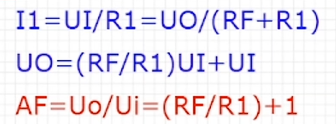 I1=UI/R1=UO/(RF+R1)
UO=(RF/R1)UI+UI
AF=Uo/Ui=(RF/R1)+1